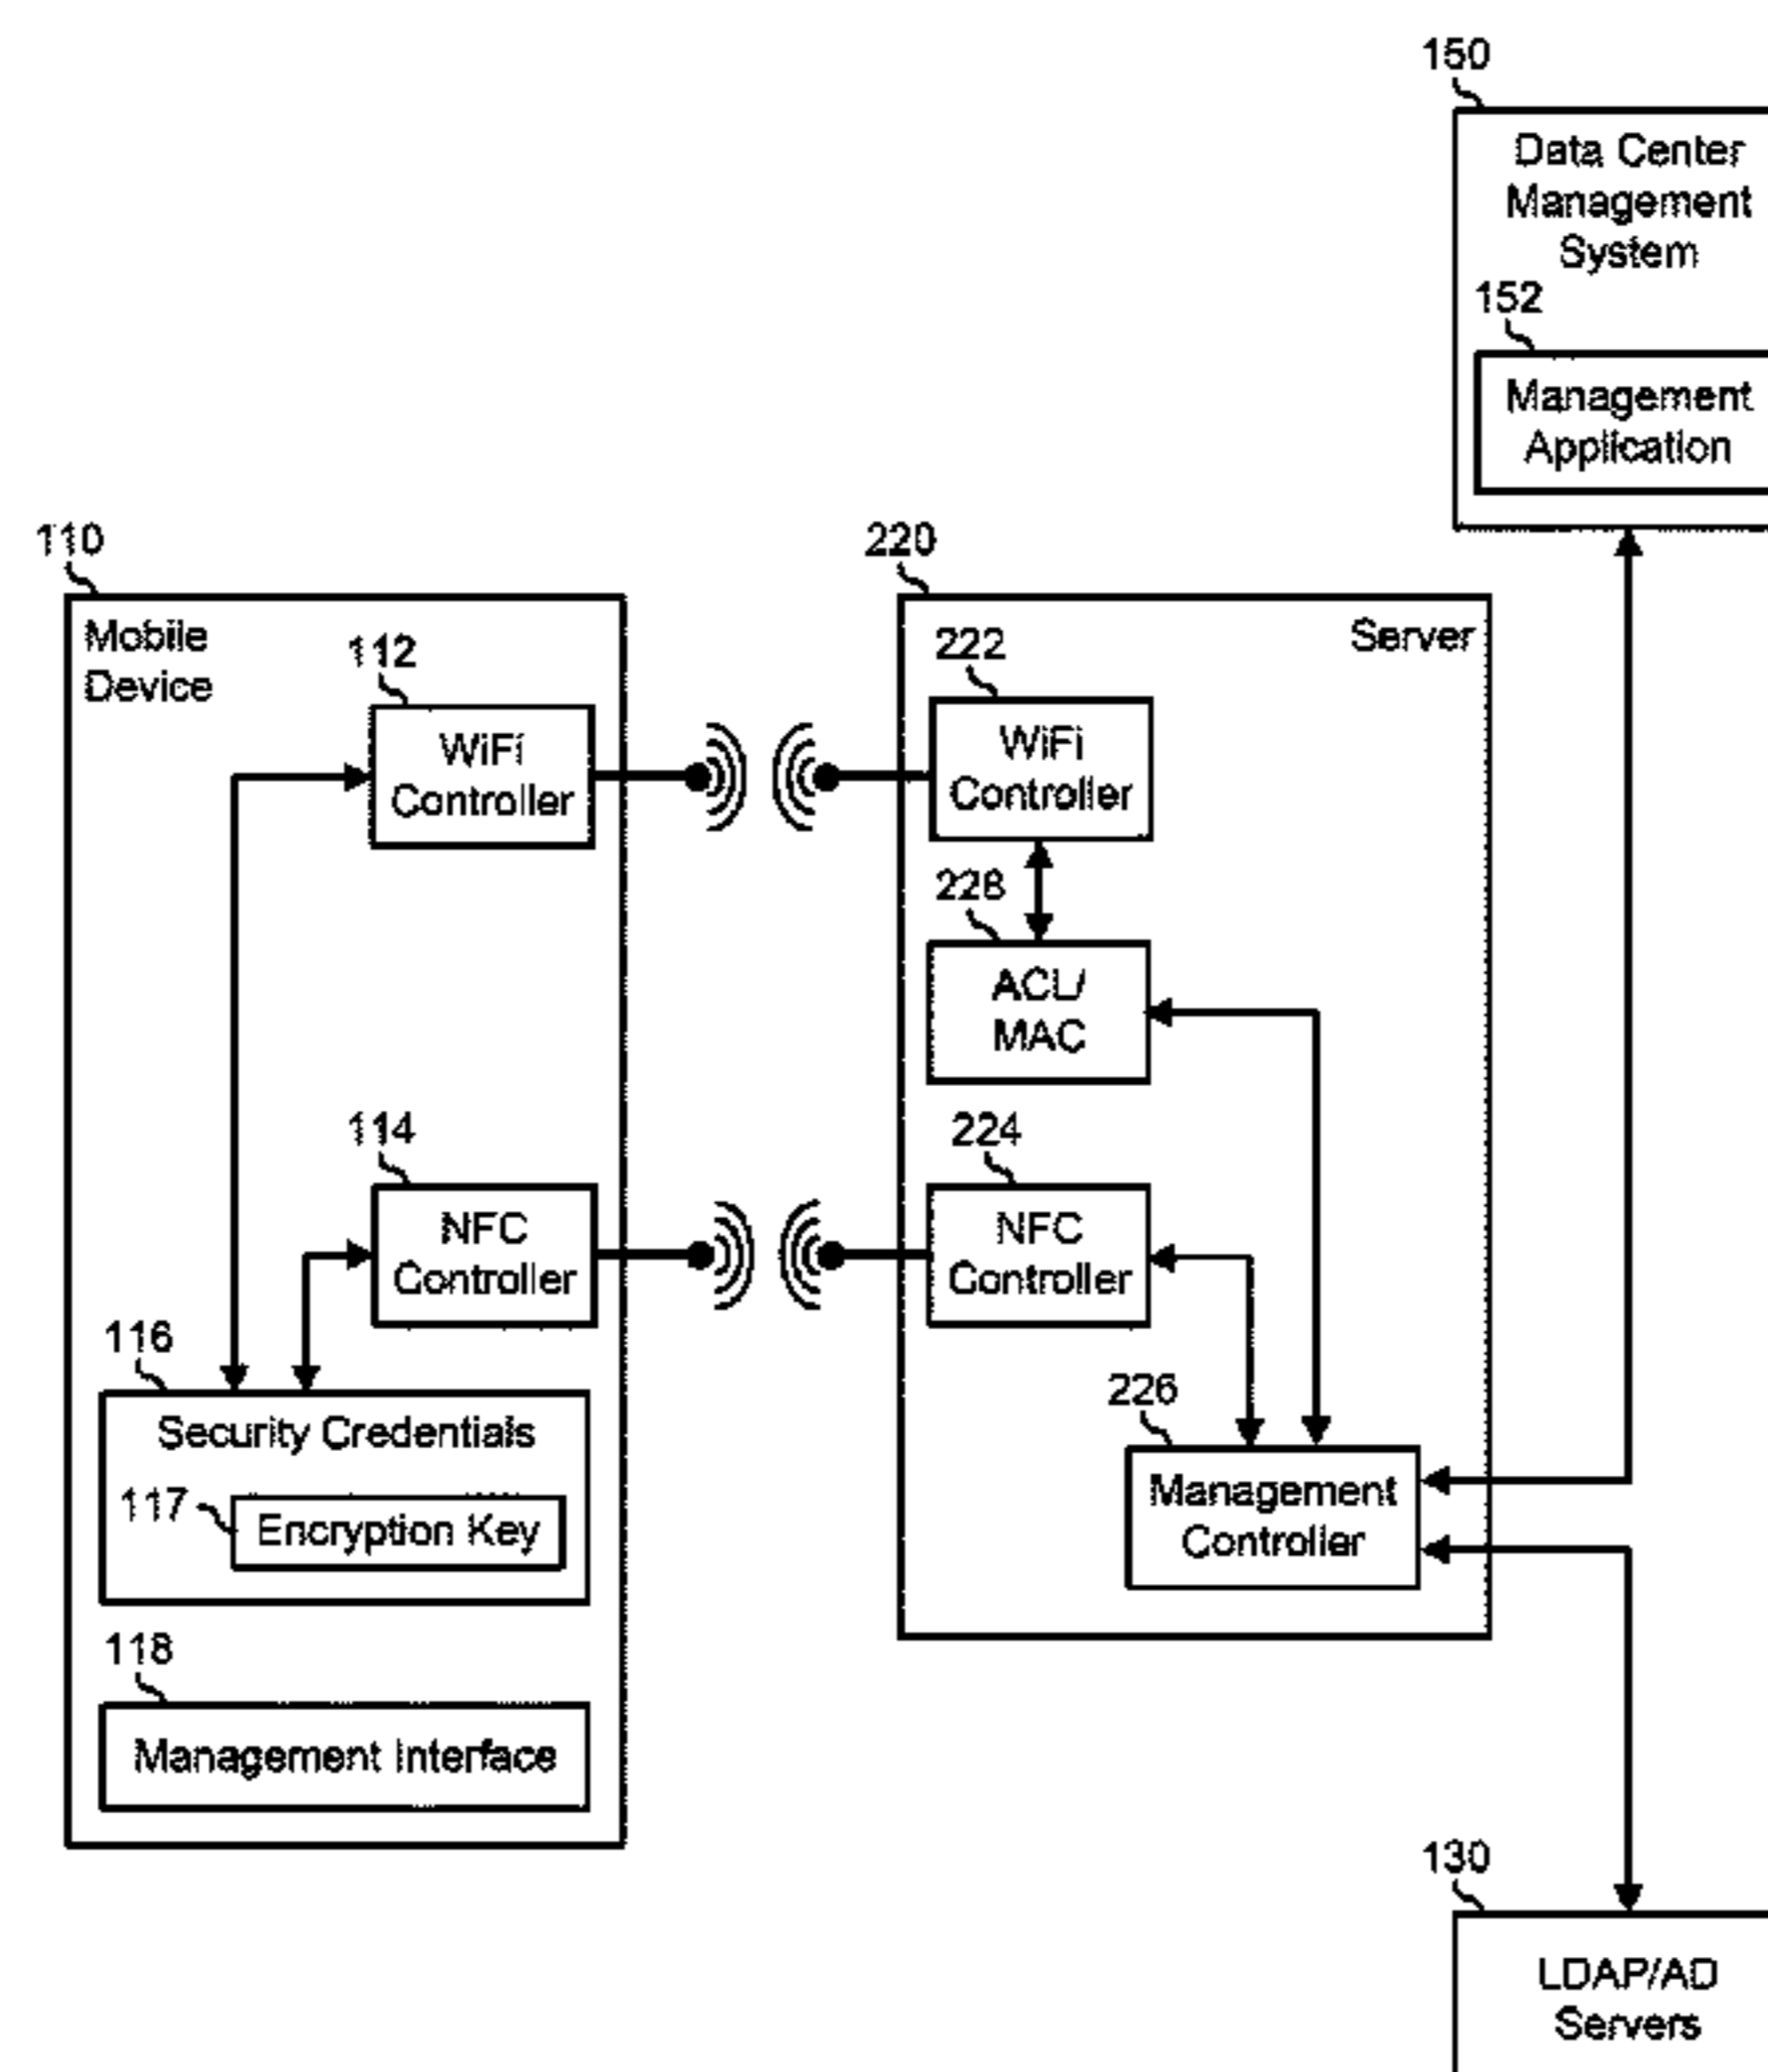 150
Data Center
Management
System
152
Management
Application
110
Mobile
Device
112
WiFi
Controller
114
NFC
Controller
116
Security Credentials
117
Encryption Key
118
Management Interface
220
Server
222
WiFi
Controller
228
ACL/
MAC
224
NFC
Controller
226
Management
Controller
130
LDAP/AD
Servers